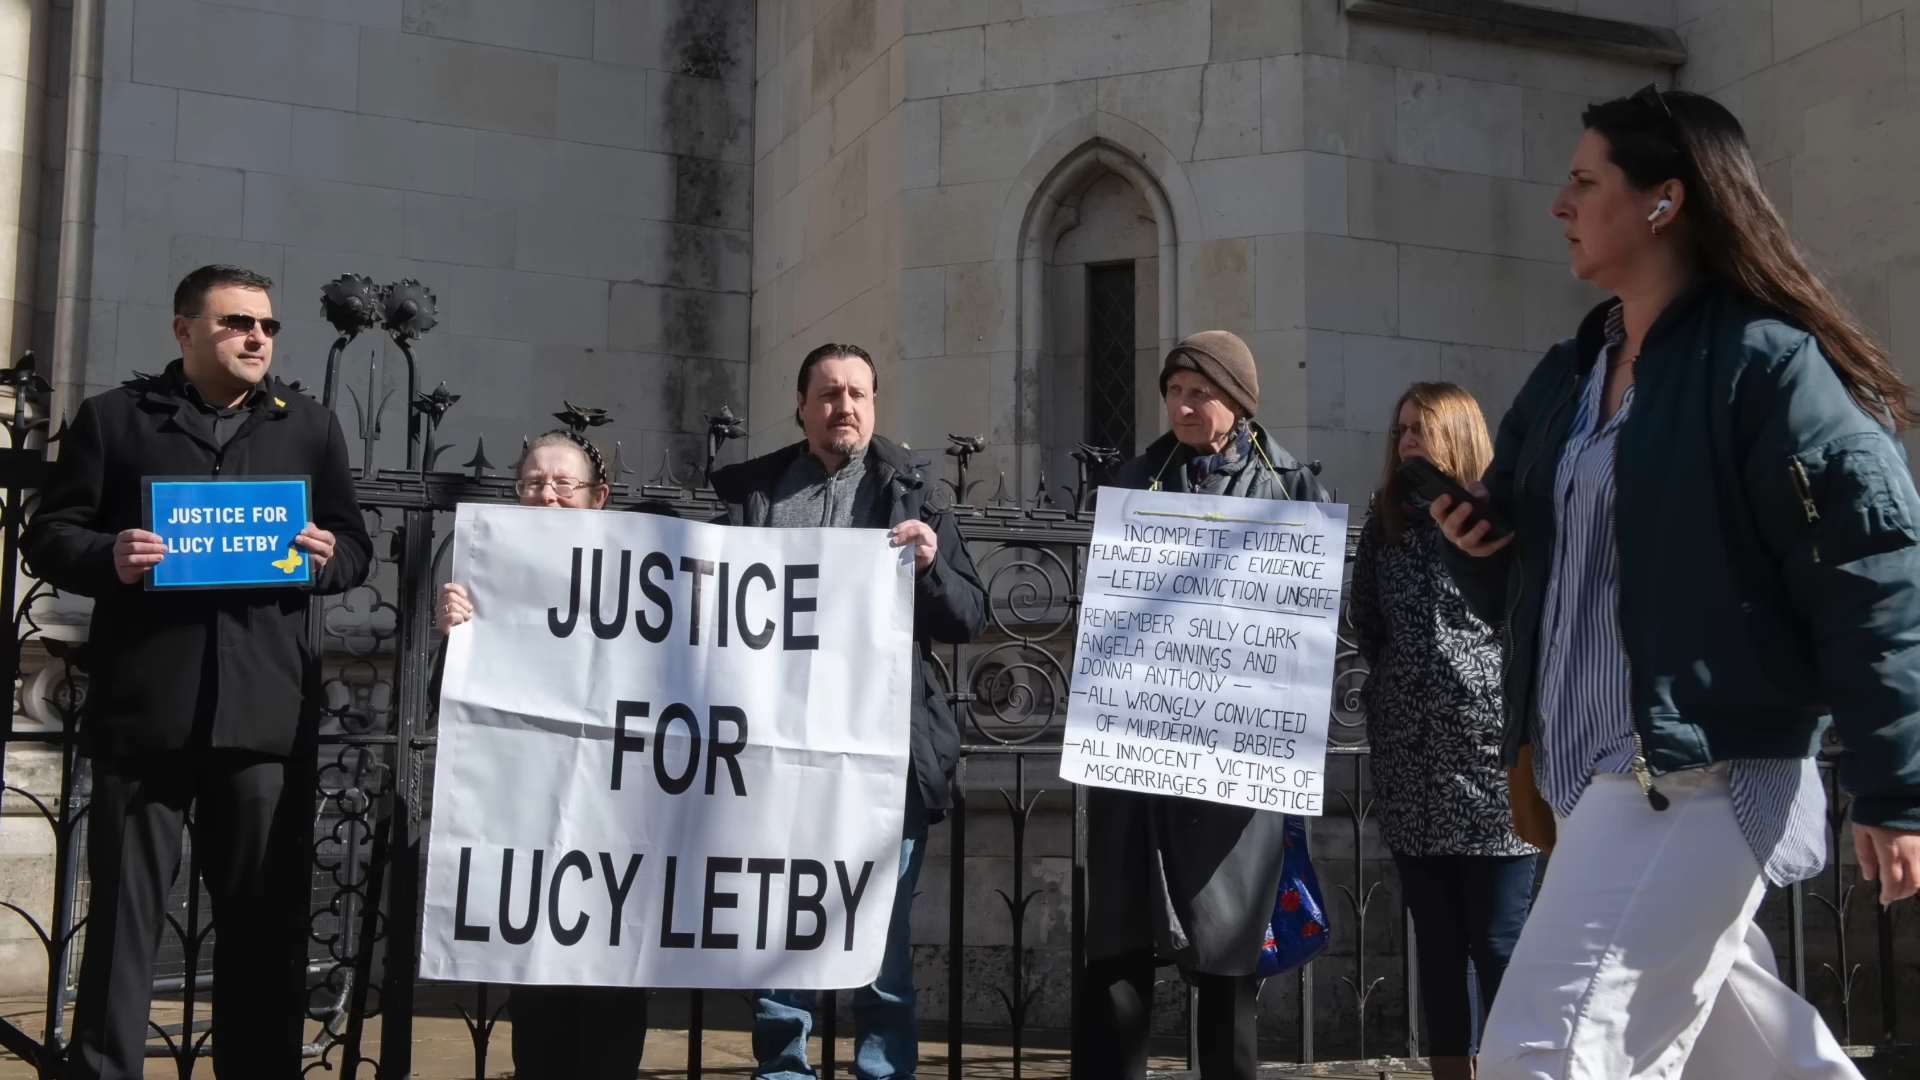 JUSTICE FOR
LUCY LETBY
JUSTICE
FOR
LUCY LETBY
INCOMPLETE EVIDENCE,
FLAWED SCIENTIFIC EVIDENCE
—LETBY CONVICTION UNSAFE
REMEMBER SALLY CLARK
ANGELA CANNINGS AND
DONNA ANTHONY —
—ALL WRONGLY CONVICTED
OF MURDERING BABIES
—ALL INNOCENT VICTIMS OF
MISCARRIAGES OF JUSTICE